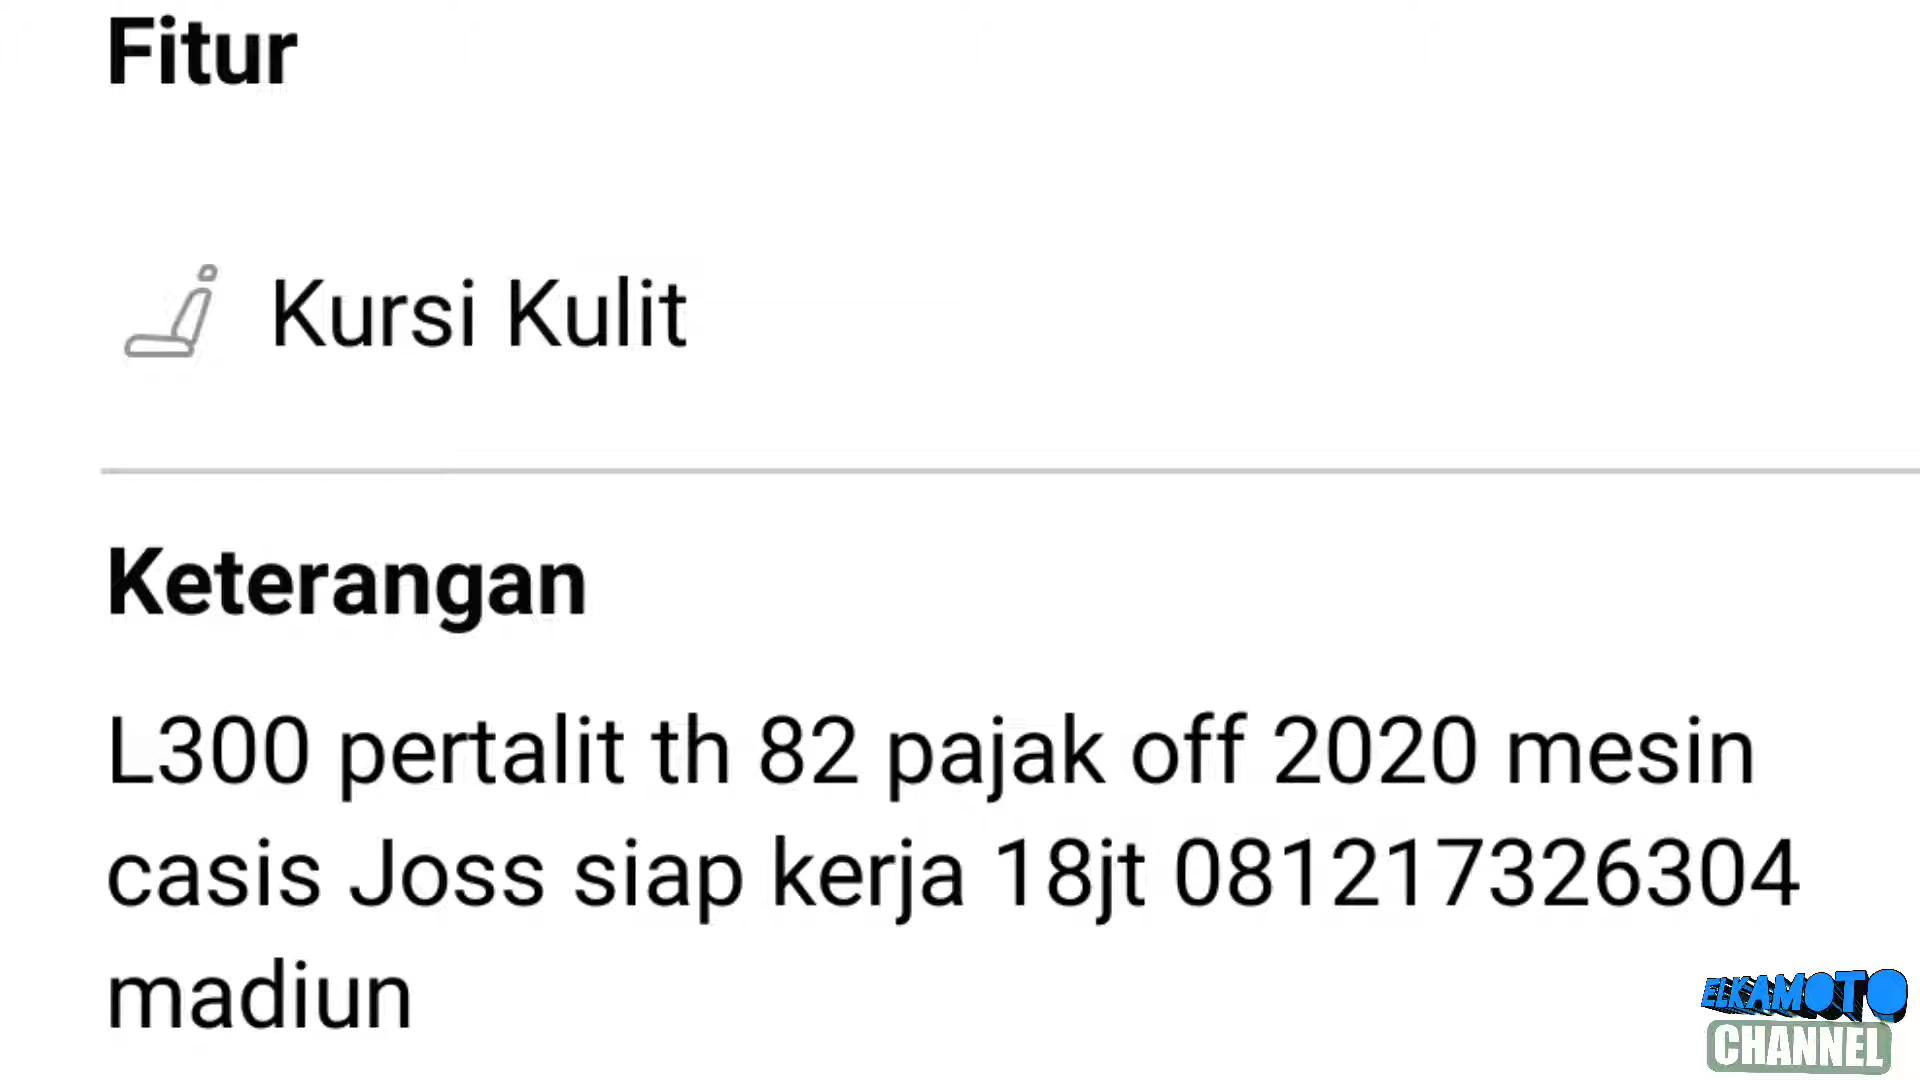 Fitur
Kursi Kulit
Keterangan
L300 pertalit th 82 pajak off 2020 mesin
casis Joss siap kerja 18jt 081217326304
madiun
ELKAMOTO
CHANNEL